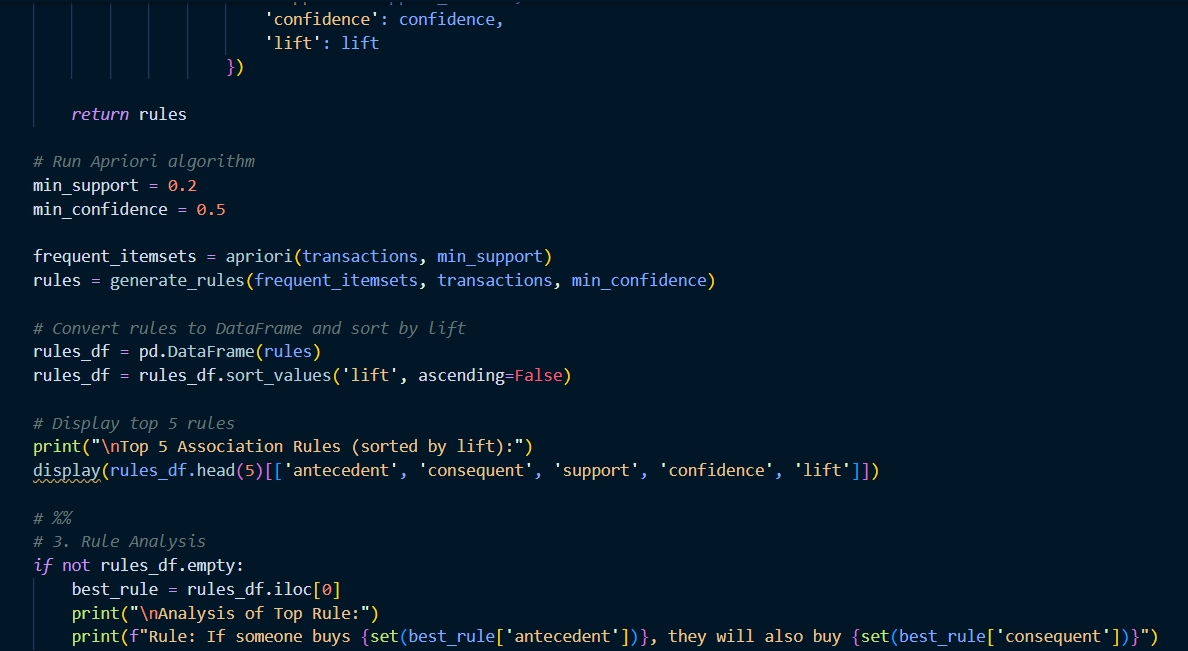 'confidence': confidence,
'lift': lift
})
return rules
# Run Apriori algorithm
min_support = 0.2
min_confidence = 0.5
frequent_itemsets = apriori(transactions, min_support)
rules = generate_rules(frequent_itemsets, transactions, min_confidence)
# Convert rules to DataFrame and sort by lift
rules_df = pd.DataFrame(rules)
rules_df = rules_df.sort_values('lift', ascending=False)
# Display top 5 rules
print("\nTop 5 Association Rules (sorted by lift):")
display(rules_df.head(5)[['antecedent', 'consequent', 'support', 'confidence', 'lift']])
# %%
# 3. Rule Analysis
if not rules_df.empty:
best_rule = rules_df.iloc[0]
print("\nAnalysis of Top Rule:")
print(f"Rule: If someone buys {set(best_rule['antecedent'])}, they will also buy {set(best_rule['consequent'])}")